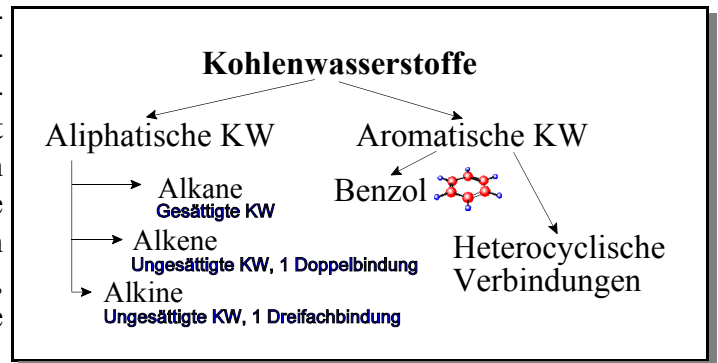 Kohlenwasserstoffe
Aliphatische KW
Aromatische KW
Alkane
Gesättigte KW
Benzol
Alkene
Ungesättigte KW, 1 Doppelbindung
Heterocyclische
Verbindungen
Alkine
Ungesättigte KW, 1 Dreifachbindung